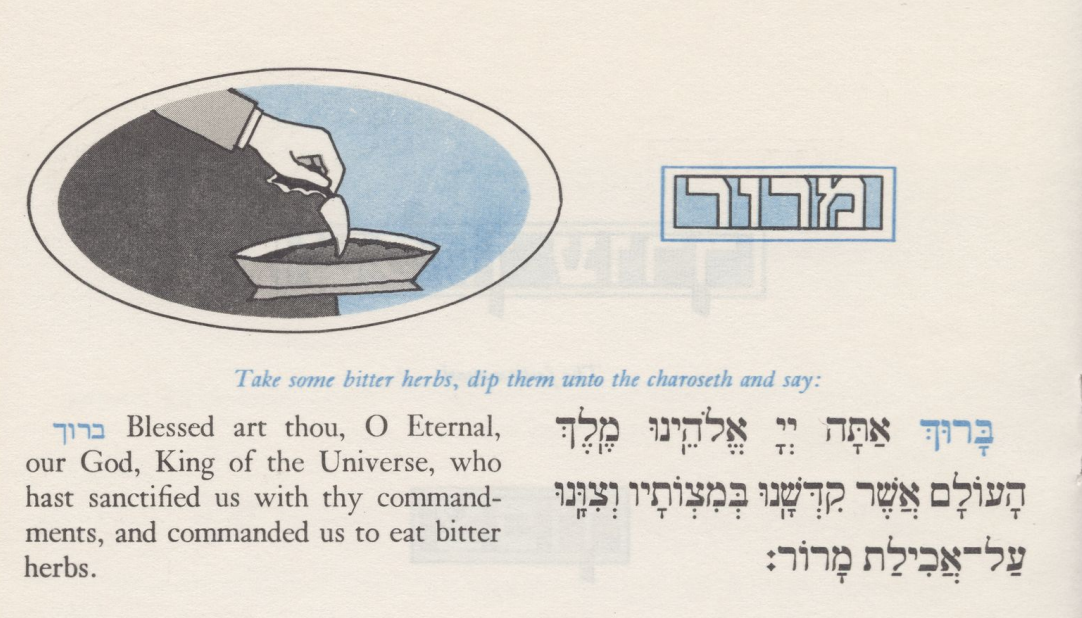 מרור
Take some bitter herbs, dip them unto the charoseth and say:
ברוך Blessed art thou, O Eternal,
our God, King of the Universe, who
hast sanctified us with thy command-
ments, and commanded us to eat bitter
herbs.
בָּרוּךְ אַתָּה יְיָ אֱלֹהֵינוּ מֶלֶךְ
הָעוֹלָם אֲשֶׁר קִדְּשָׁנוּ בְּמִצְוֹתָיו וְצִוָּנוּ
עַל־אֲכִילַת מָרוֹר׃